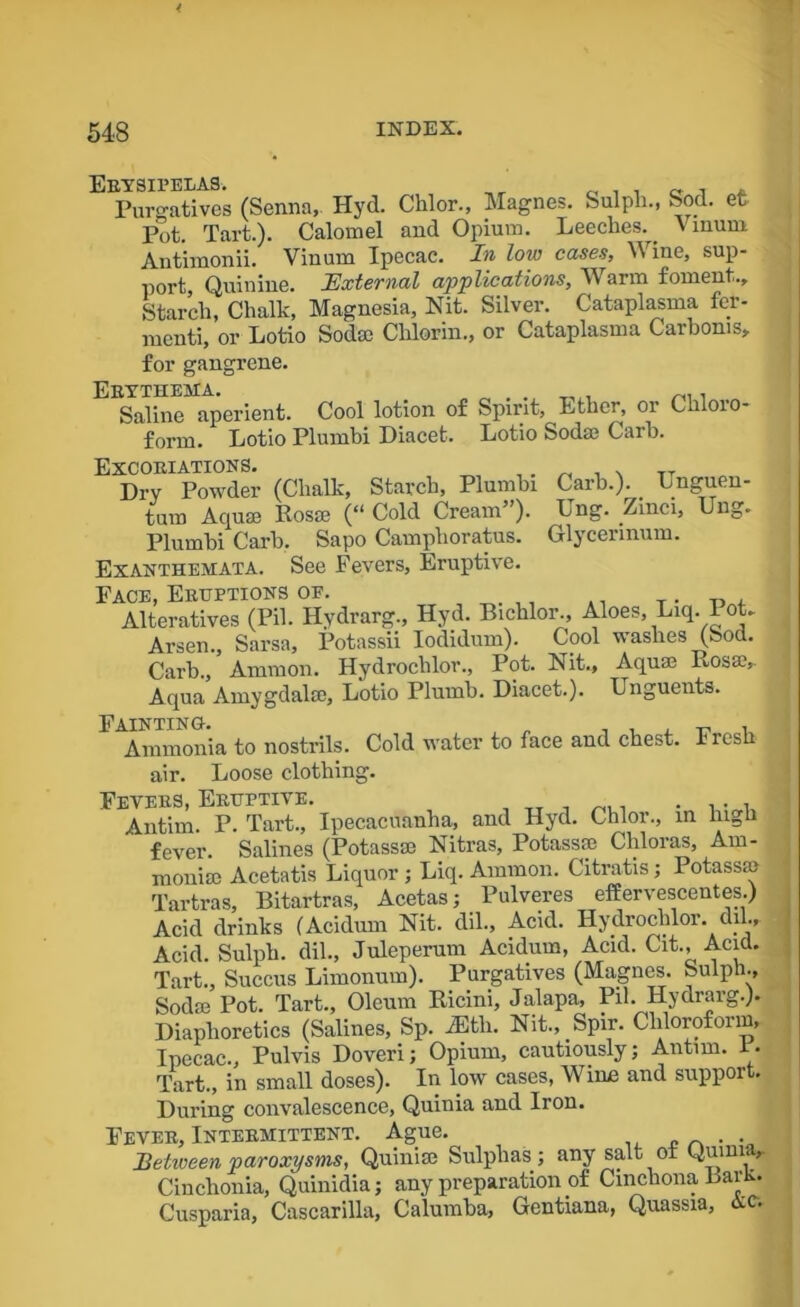 548 INDEX.
ERYSIPELAS.
Purgatives (Senna, Hyd. Chlor., Magnes. Sulph., Sod. et
Pot. Tart.). Calomel and Opium. Leeches. Vinum
Antimonii. Vinum Ipecac. In low cases, Wine, sup-
port, Quinine. External applications, Warm foment.,
Starch, Chalk, Magnesia, Nit. Silver. Cataplasma fer-
menti, or Lotio Sodæ Chlorin., or Cataplasma Carbonis,
for gangrene.
ERYTHEMA.
Saline aperient. Cool lotion of Spirit, Ether, or Chloro-
form. Lotio Plumbi Diacet. Lotio Sodæ Carb.
EXCORIATIONS.
Dry Powder (Chalk, Starch, Plumbi Carb.). Unguen-
tum Aquæ Rosæ (“Cold Cream”). Ung. Zinci, Ung.
Plumbi Carb. Sapo Camphoratus. Glycerinum.
EXANTHEMATA. See Fevers, Eruptive.
FACE, ERUPTIONS OF.
Alteratives (Pil. Hydrarg., Hyd. Bichlor., Aloes, Liq. Pot.
Arsen., Sarsa, Potassii Iodidum). Cool washes (Sod.
Carb., Ammon. Hydrochlor., Pot. Nit., Aquæ Rosæ,
Aqua Amygdalæ, Lotio Plumb. Diacet.). Unguents.
FAINTING.
Ammonia to nostrils. Cold water to face and chest. Fresh
air. Loose clothing.
FEVERS, ERUPTIVE.
Antim. P. Tart., Ipecacuanha, and Hyd. Chlor., in high
fever. Salines (Potassæ Nitras, Potassæ Chloras, Am-
moniæ Acetatis Liquor; Liq. Ammon. Citratis; Potassæ
Tartras, Bitartras, Acetas; Pulveres effervescentes.)
Acid drinks (Acidum Nit. dil., Acid. Hydrochlor. dil.,
Acid. Sulph. dil., Juleperum Acidum, Acid. Cit., Acid.
Tart., Succus Limonum). Purgatives (Magnes. Sulph.,
Sodæ Pot. Tart., Oleum Ricini, Jalapa, Pil. Hydrarg.).
Diaphoretics (Salines, Sp. Æth. Nit., Spir. Chloroform,
Ipecac., Pulvis Doveri; Opium, cautiously; Antim. P.
Tart., in small doses). In low cases, Wine and support.
During convalescence, Quinia and Iron.
FEVER, INTERMITTENT. Ague.
Between paroxysms, Quiniæ Sulphas; any salt of Quinia,
Cinchonia, Quinidia; any preparation of Cinchona Bark.
Cusparia, Cascarilla, Calumba, Gentiana, Quassia, &c.